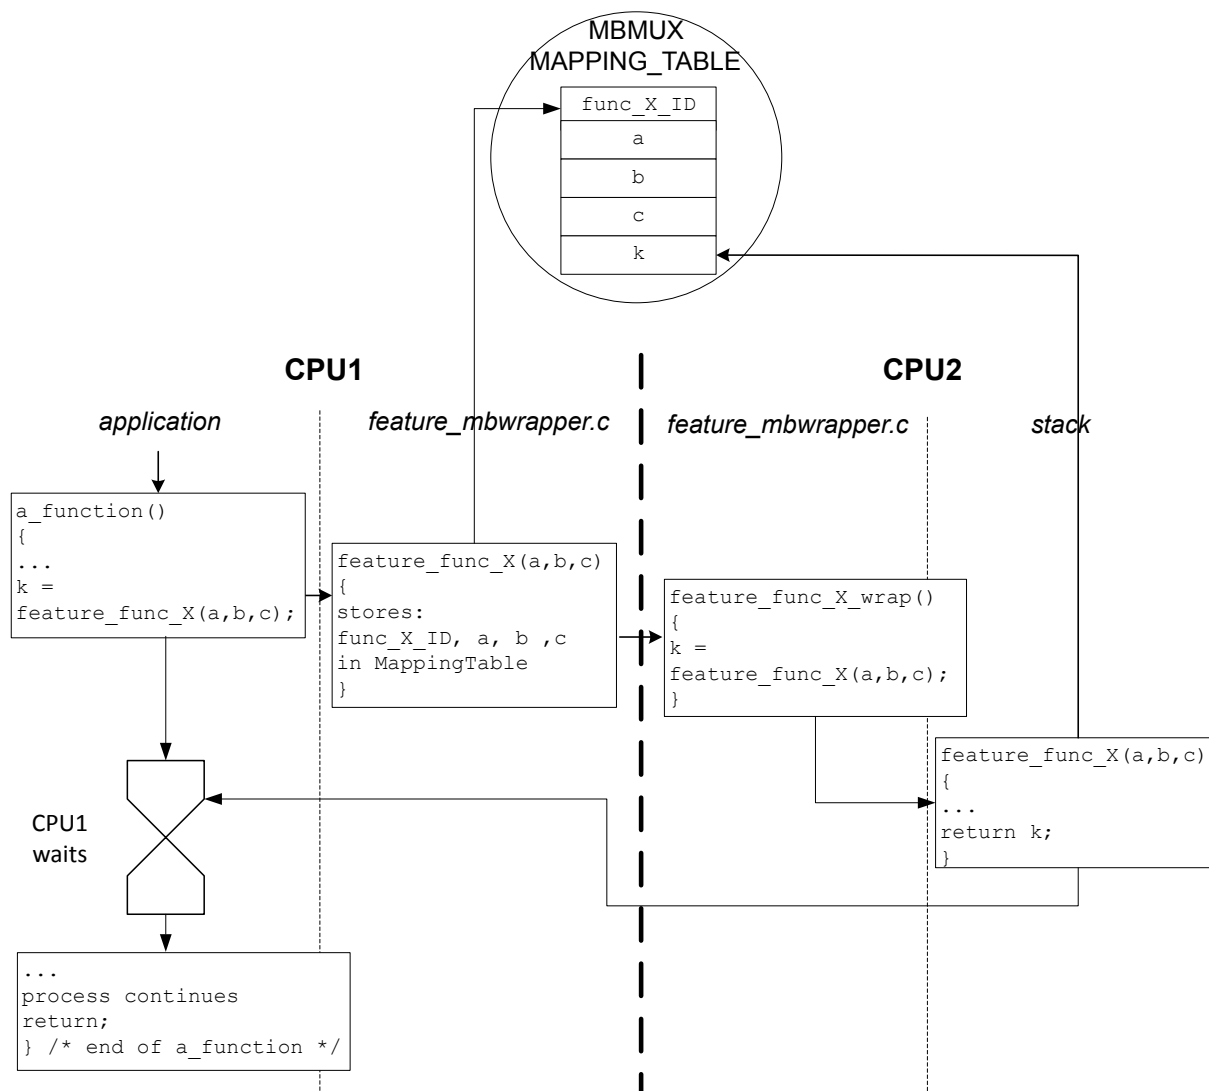 MBMUX
MAPPING_TABLE
func_X_ID
a
b
c
k
CPU1
CPU2
application
feature_mbwrapper.c
feature_mbwrapper.c
stack
a_function()
{
...
k =
feature_func_X(a,b,c);
feature_func_X(a,b,c)
{
stores:
func_X_ID, a, b ,c
in MappingTable
}
feature_func_X_wrap()
{
k =
feature_func_X(a,b,c);
}
feature_func_X(a,b,c)
{
...
return k;
}
CPU1
waits
...
process continues
return;
} /* end of a_function */